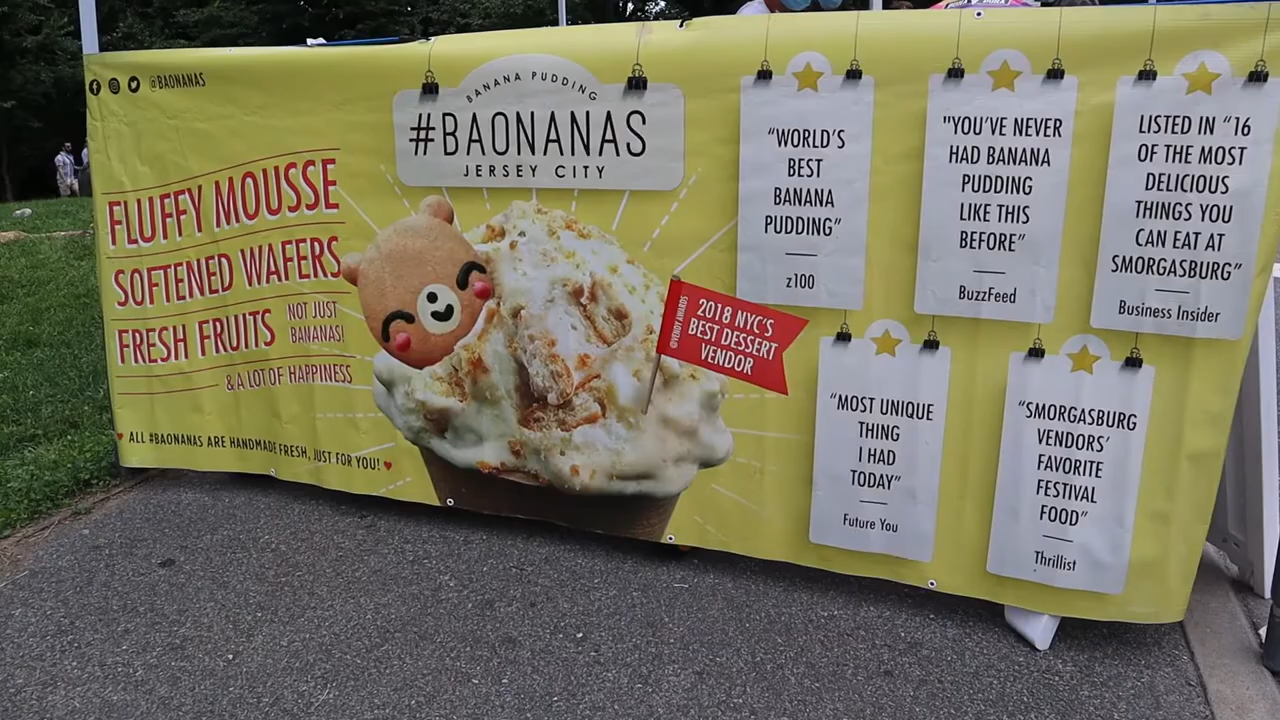 @BAONANAS
BANANA PUDDING
#BAONANAS
JERSEY CITY
FLUFFY MOUSSE
SOFTENED WAFERS
FRESH FRUITS
NOT JUST
BANANAS!
& A LOT OF HAPPINESS
ALL #BAONANAS ARE HANDMADE FRESH, JUST FOR YOU!
@VENDYAWARDS
2018 NYC'S
BEST DESSERT
VENDOR
"WORLD'S
BEST
BANANA
PUDDING"
z100
"YOU'VE NEVER
HAD BANANA
PUDDING
LIKE THIS
BEFORE"
BuzzFeed
LISTED IN "16
OF THE MOST
DELICIOUS
THINGS YOU
CAN EAT AT
SMORGASBURG"
Business Insider
"MOST UNIQUE
THING
I HAD
TODAY"
Future You
"SMORGASBURG
VENDORS'
FAVORITE
FESTIVAL
FOOD"
Thrillist